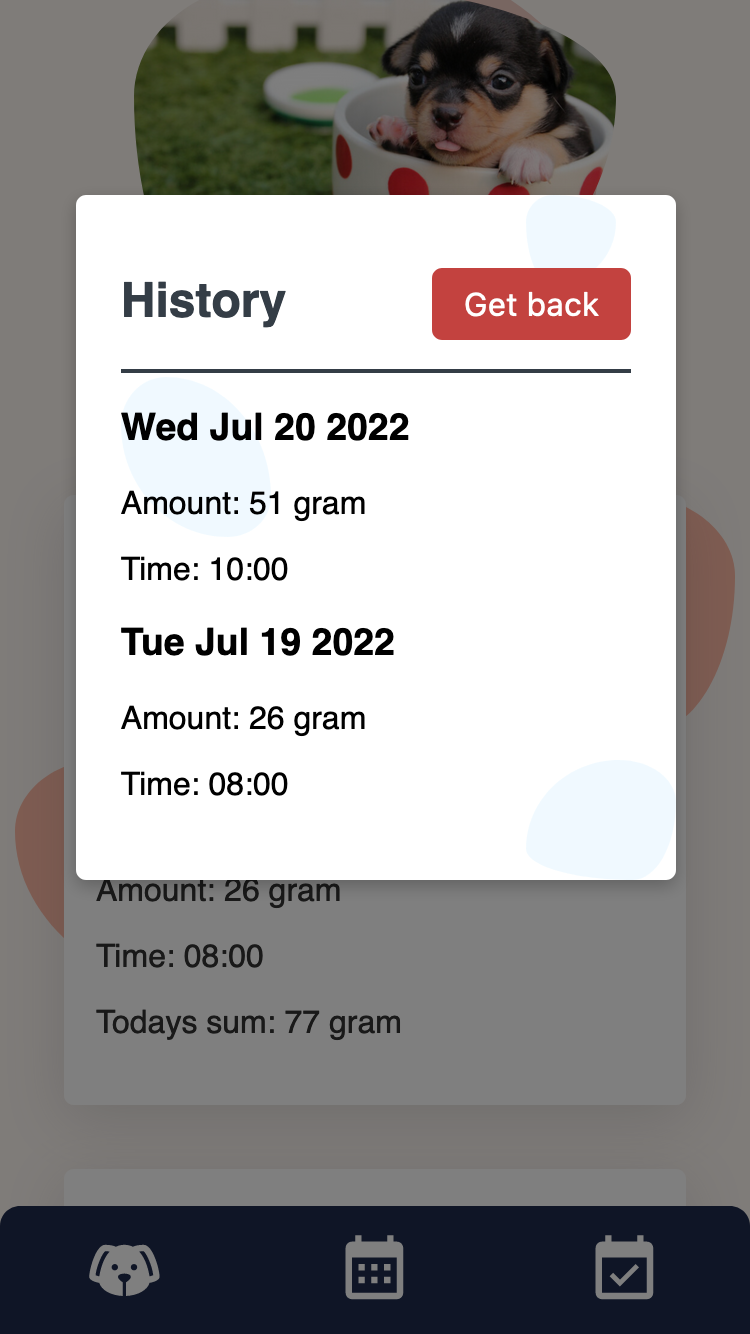 History
Get back
Wed Jul 20 2022
Amount: 51 gram
Time: 10:00
Tue Jul 19 2022
Amount: 26 gram
Time: 08:00
Amount: 26 gram
Time: 08:00
Todays sum: 77 gram